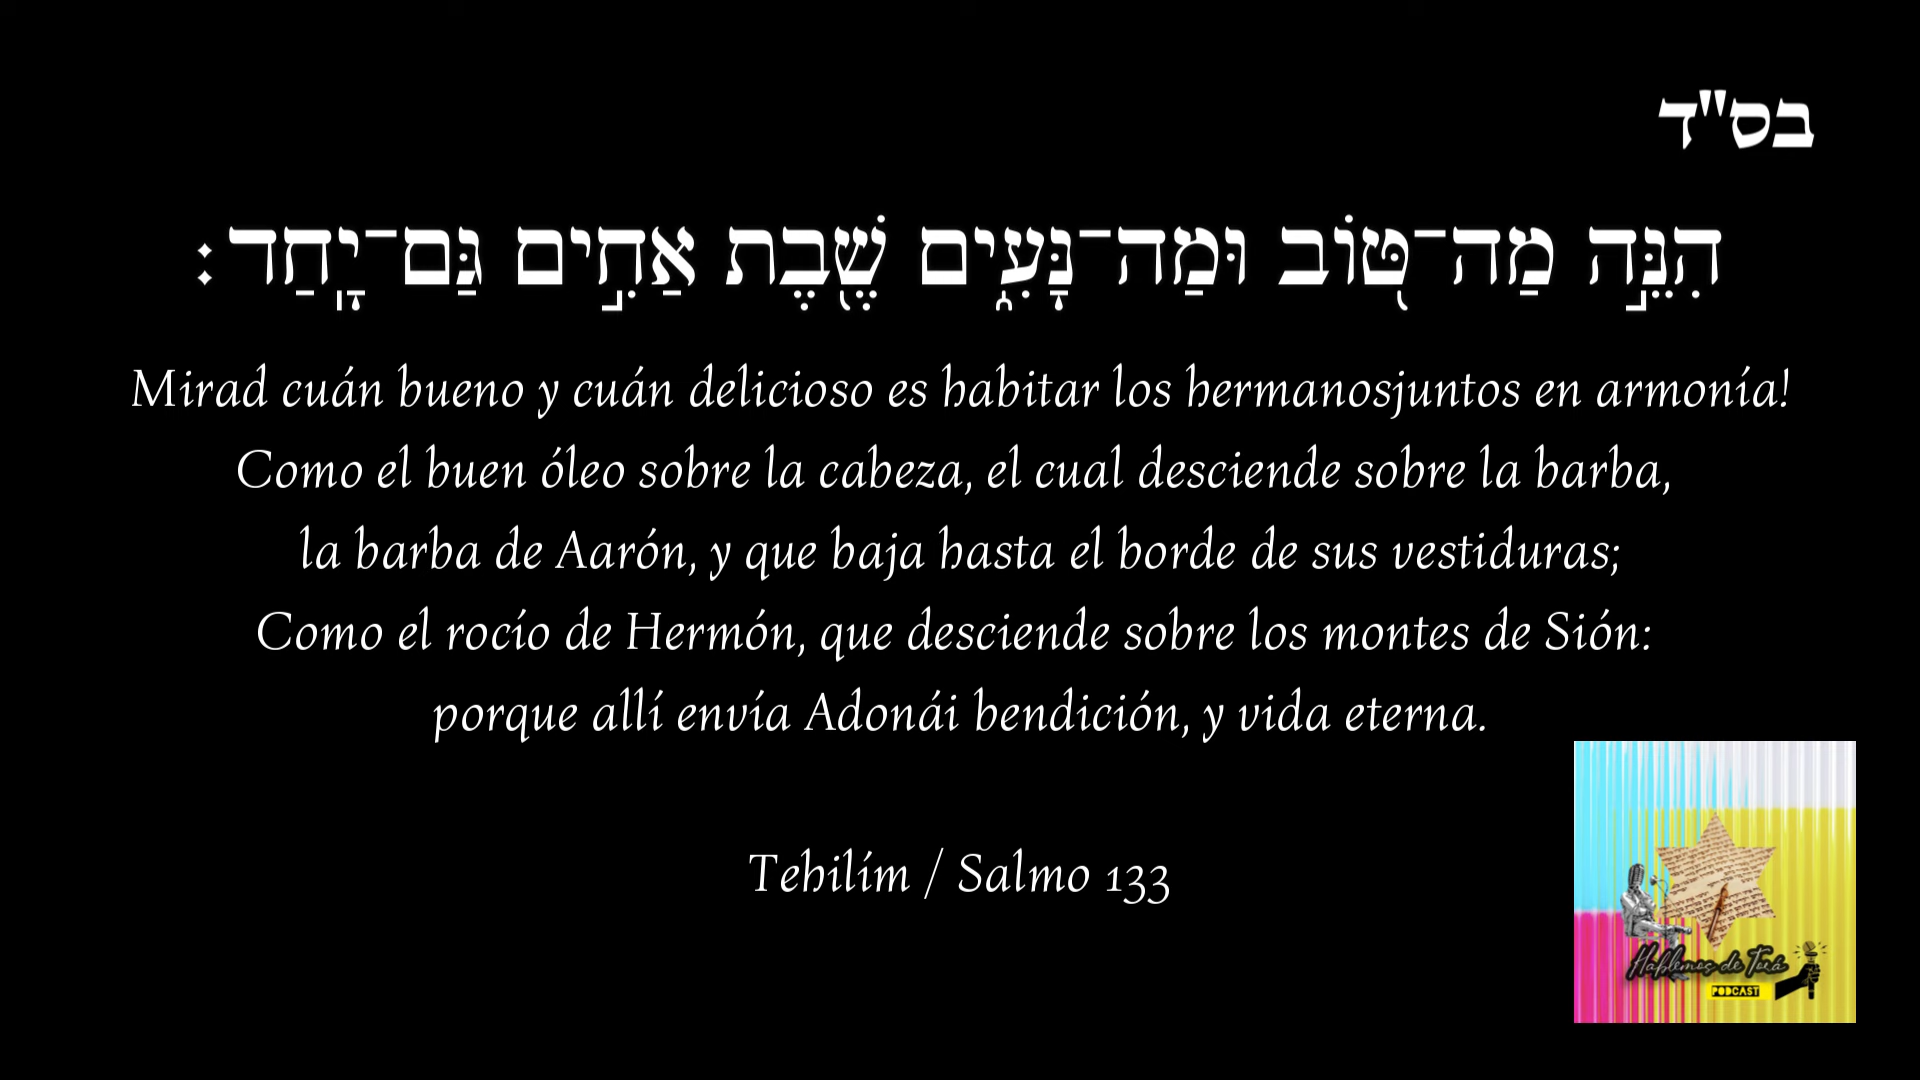 בס"ד
הִנֵּ֣ה מַה־טּ֖וֹב וּמַה־נָּעִ֑ים שֶׁ֖בֶת אַחִ֣ים גַּם־יָֽחַד׃
Mirad cuán bueno y cuán delicioso es habitar los hermanosjuntos en armonía!
Como el buen óleo sobre la cabeza, el cual desciende sobre la barba,
la barba de Aarón, y que baja hasta el borde de sus vestiduras;
Como el rocío de Hermón, que desciende sobre los montes de Sión:
porque allí envía Adonái bendición, y vida eterna.
Tehilím / Salmo 133
Hablemos de Torá
PODCAST